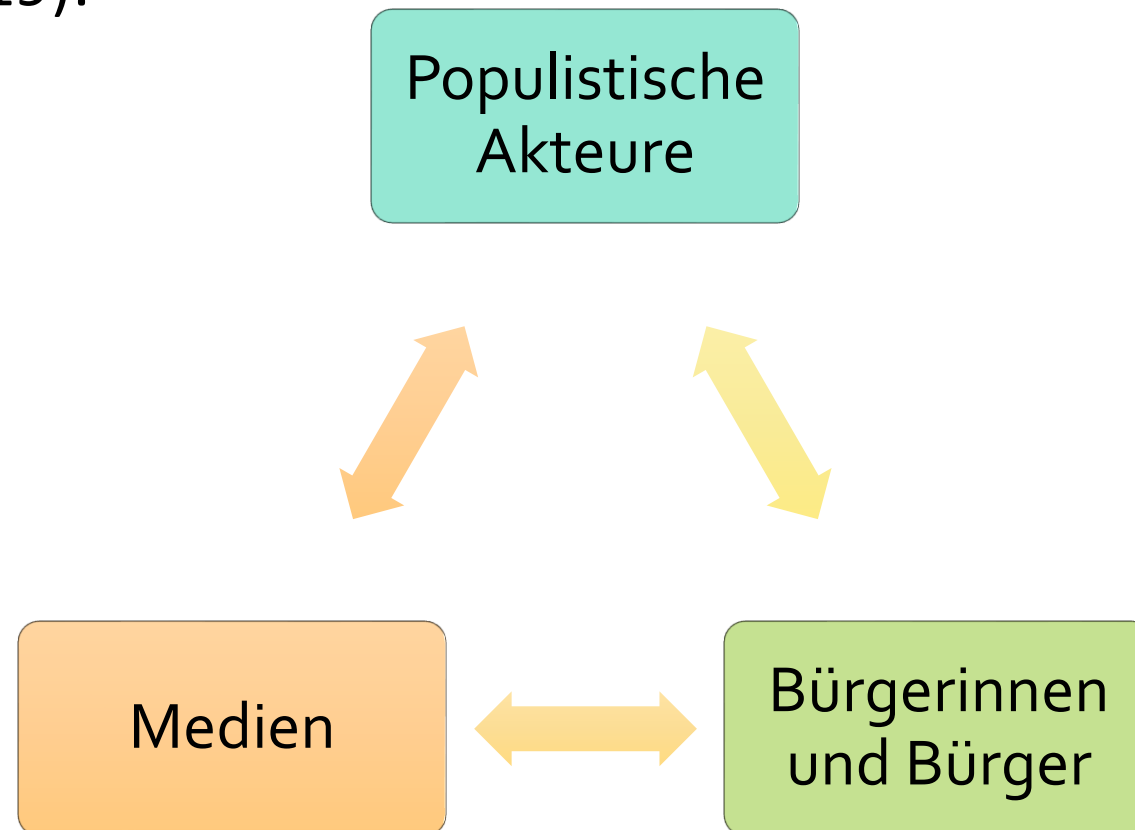 Populistische
Akteure
Medien
Bürgerinnen
und Bürger